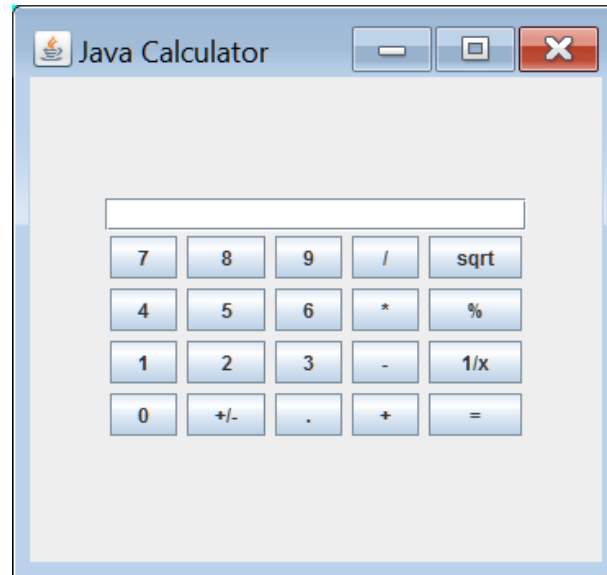 Java Calculator
7 8 9 / sqrt
4 5 6 * %
1 2 3 - 1/x
0 +/- . + =